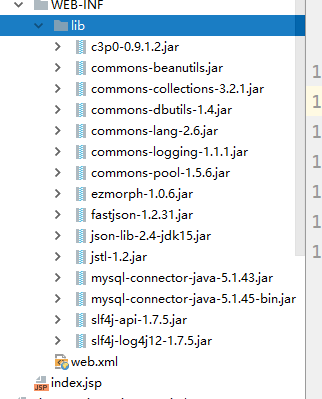 WEB-INF
lib
c3p0-0.9.1.2.jar
commons-beanutils.jar
commons-collections-3.2.1.jar
commons-dbutils-1.4.jar
commons-lang-2.6.jar
commons-logging-1.1.1.jar
commons-pool-1.5.6.jar
ezmorph-1.0.6.jar
fastjson-1.2.31.jar
json-lib-2.4-jdk15.jar
jstl-1.2.jar
mysql-connector-java-5.1.43.jar
mysql-connector-java-5.1.45-bin.jar
slf4j-api-1.7.5.jar
slf4j-log4j12-1.7.5.jar
web.xml
JSP index.jsp
1
1
1
1
1